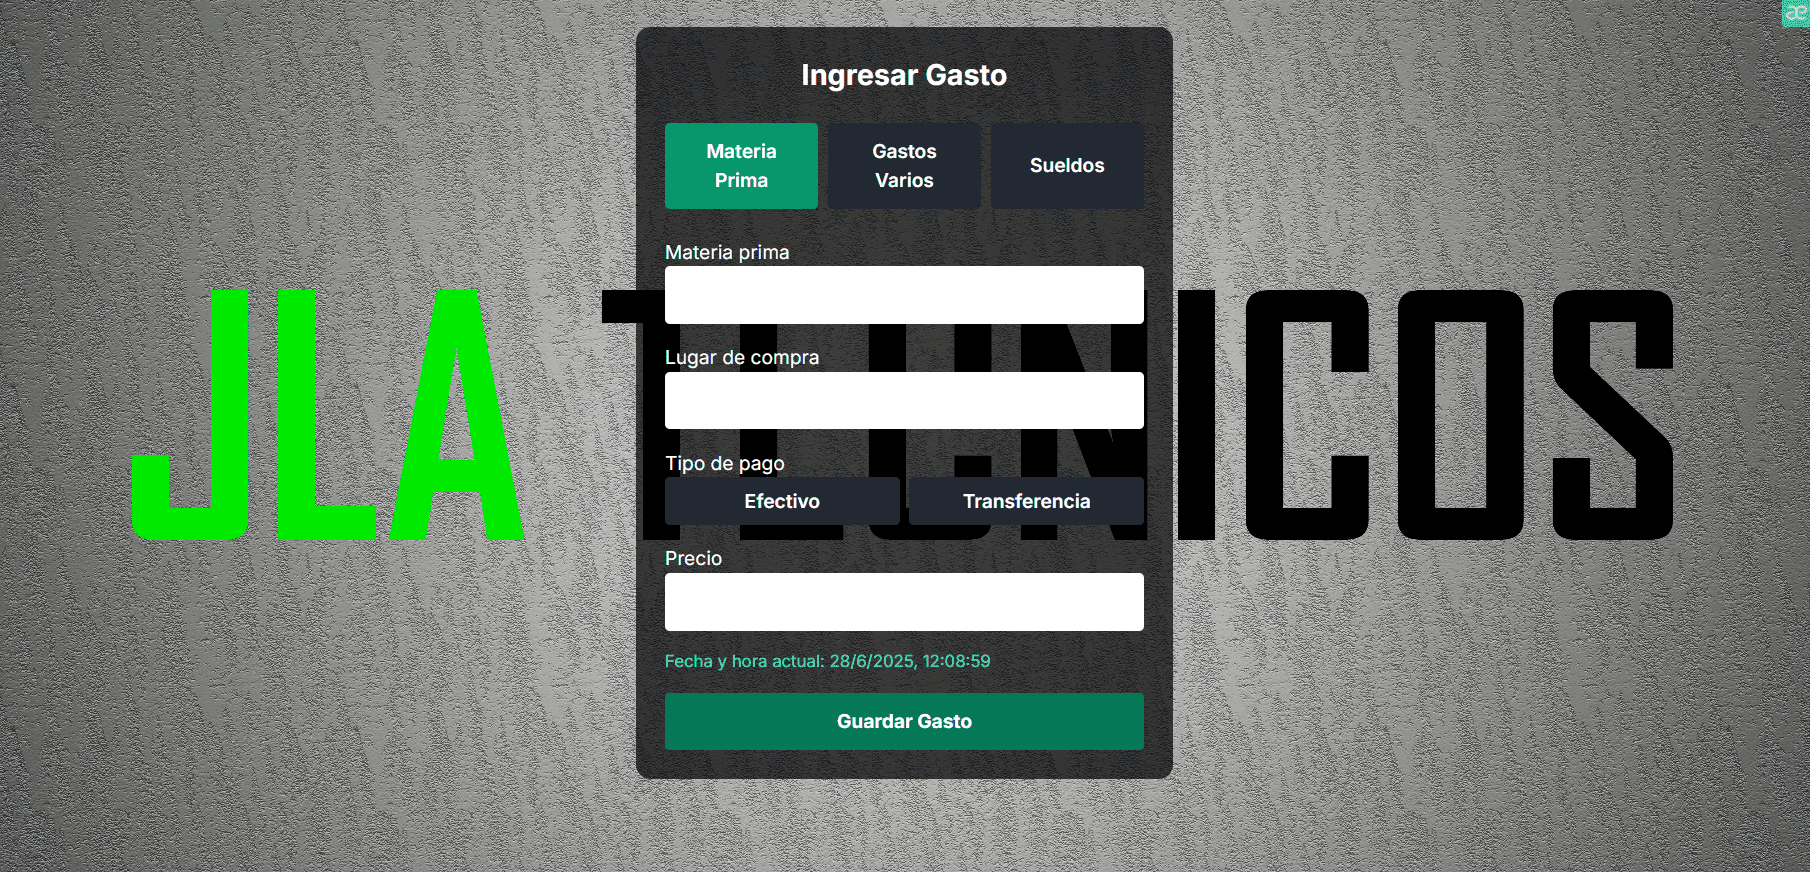 æ
Ingresar Gasto
Materia
Prima
Gastos
Varios
Sueldos
Materia prima
JLA TECNICOS
Lugar de compra
Tipo de pago
Efectivo
Transferencia
Precio
Fecha y hora actual: 28/6/2025, 12:08:59
Guardar Gasto